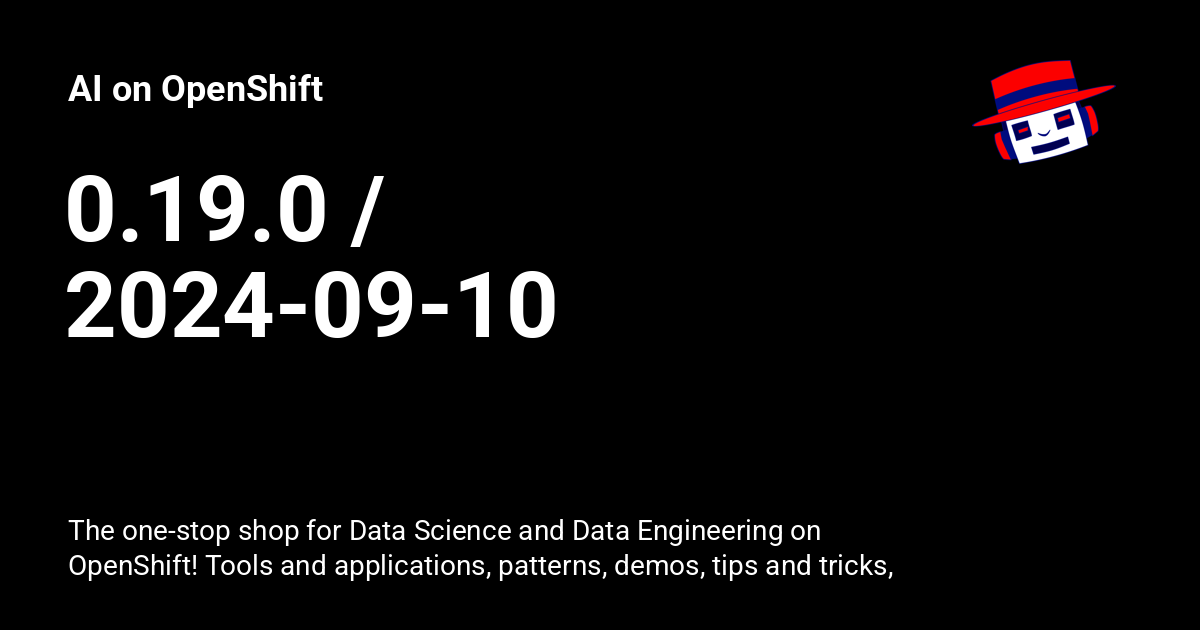 AI on OpenShift
0.19.0 /
2024-09-10
The one-stop shop for Data Science and Data Engineering on
OpenShift! Tools and applications, patterns, demos, tips and tricks,